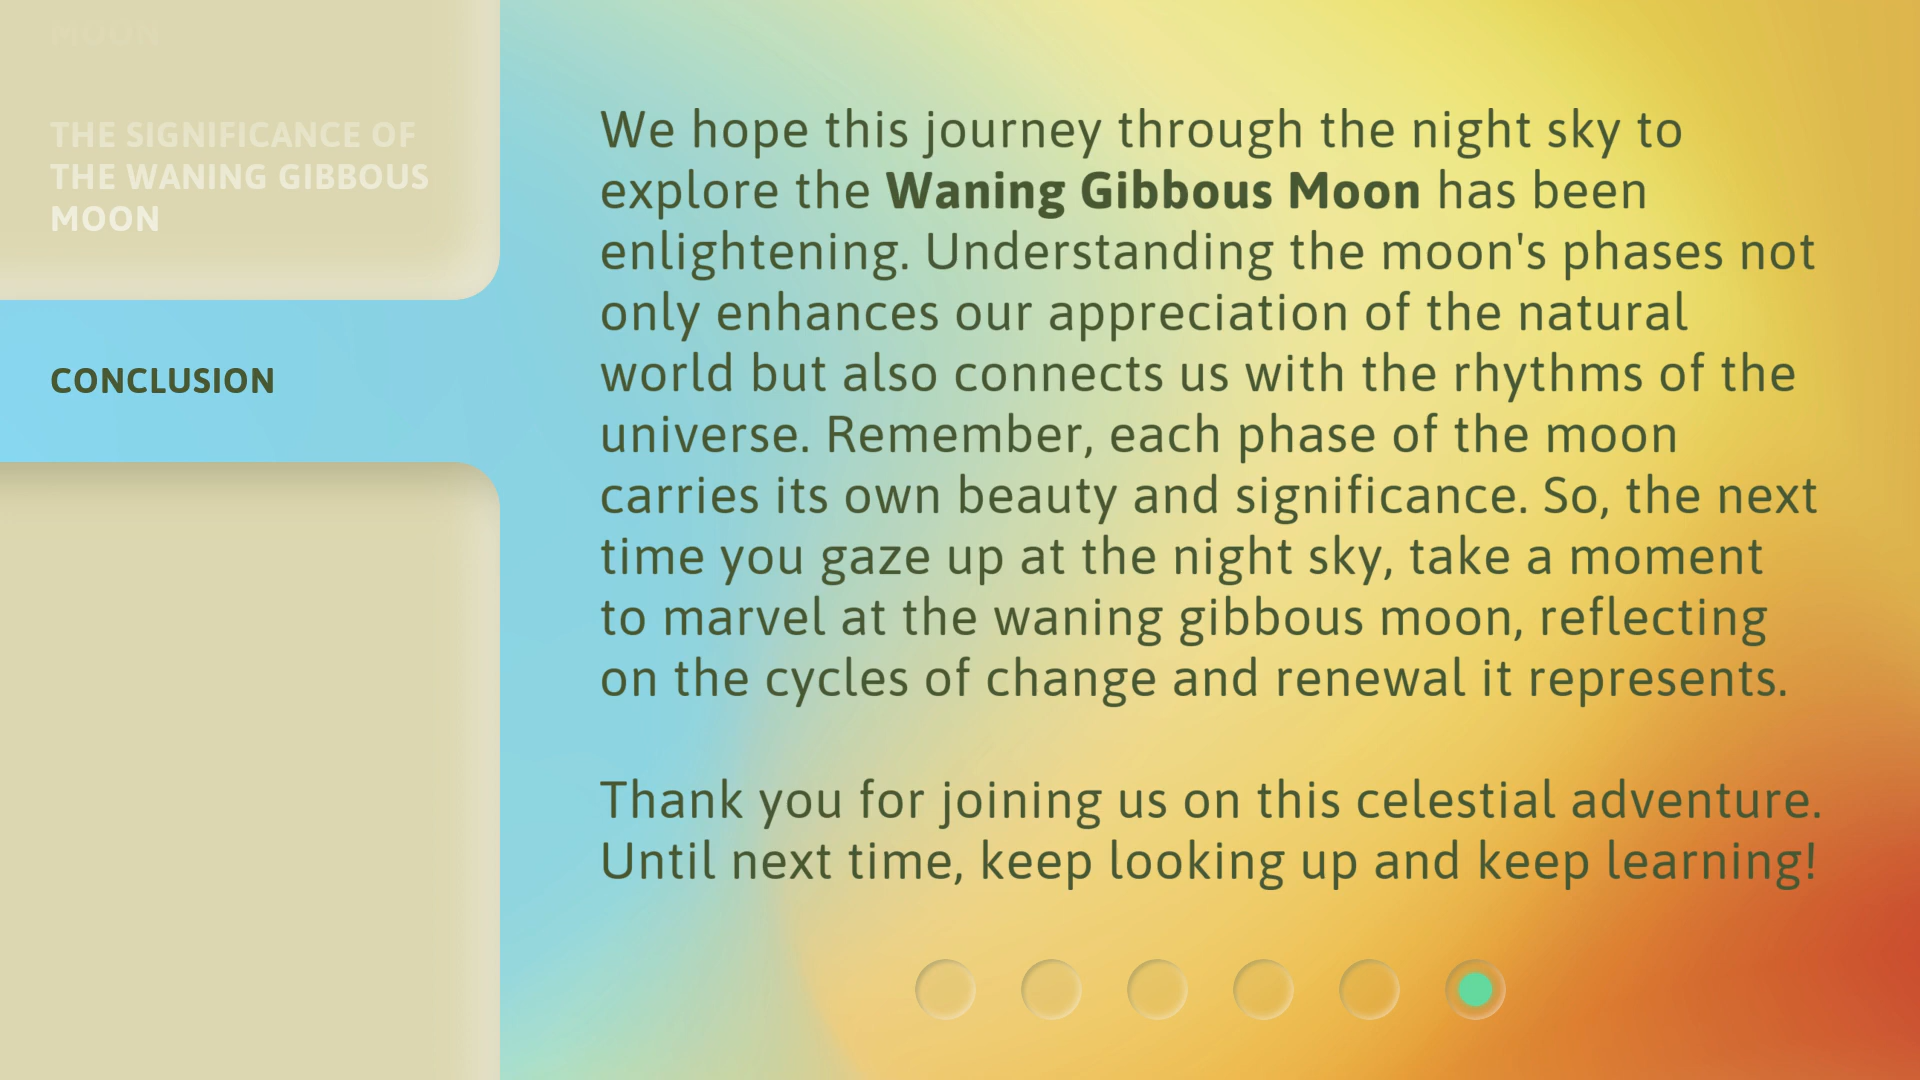 MOON
THE SIGNIFICANCE OF
THE WANING GIBBOUS
MOON
CONCLUSION
We hope this journey through the night sky to
explore the Waning Gibbous Moon has been
enlightening. Understanding the moon's phases not
only enhances our appreciation of the natural
world but also connects us with the rhythms of the
universe. Remember, each phase of the moon
carries its own beauty and significance. So, the next
time you gaze up at the night sky, take a moment
to marvel at the waning gibbous moon, reflecting
on the cycles of change and renewal it represents.
Thank you for joining us on this celestial adventure.
Until next time, keep looking up and keep learning!